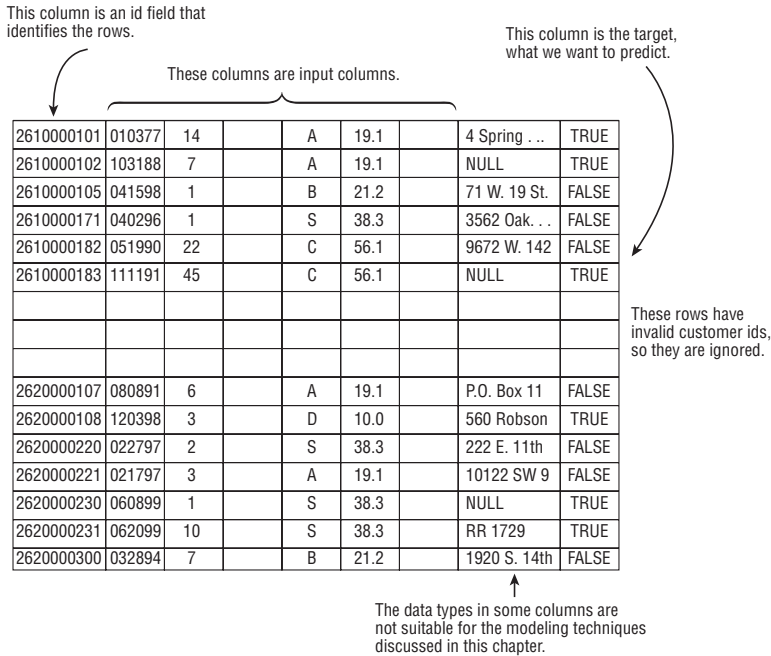 This column is an id field that
identifies the rows.
This column is the target,
what we want to predict.
These columns are input columns.
2610000101 010377 14 A 19.1 4 Spring . .. TRUE
2610000102 103188 7 A 19.1 NULL TRUE
2610000105 041598 1 B 21.2 71 W. 19 St. FALSE
2610000171 040296 1 S 38.3 3562 Oak. . . FALSE
2610000182 051990 22 C 56.1 9672 W. 142 FALSE
2610000183 111191 45 C 56.1 NULL TRUE
These rows have
invalid customer ids,
so they are ignored.
2620000107 080891 6 A 19.1 P.O. Box 11 FALSE
2620000108 120398 3 D 10.0 560 Robson TRUE
2620000220 022797 2 S 38.3 222 E. 11th FALSE
2620000221 021797 3 A 19.1 10122 SW 9 FALSE
2620000230 060899 1 S 38.3 NULL TRUE
2620000231 062099 10 S 38.3 RR 1729 TRUE
2620000300 032894 7 B 21.2 1920 S. 14th FALSE
The data types in some columns are
not suitable for the modeling techniques
discussed in this chapter.